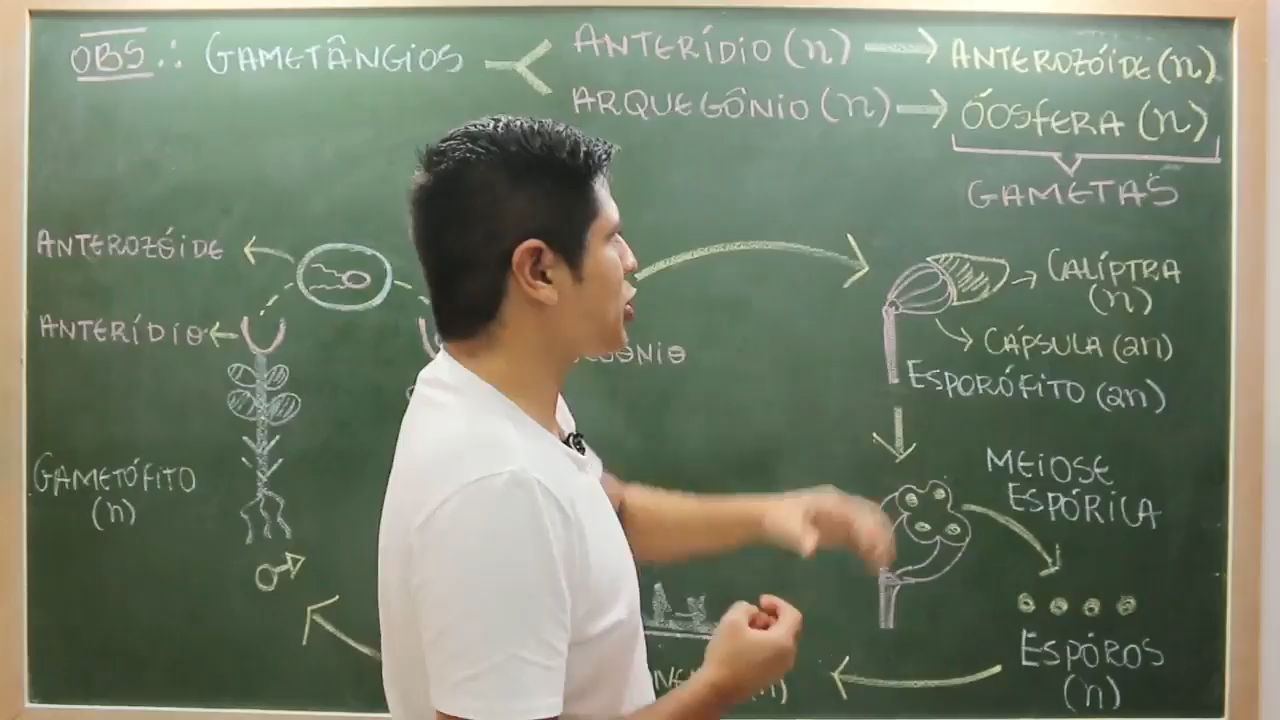 OBS.: GAMETÂNGIOS
ANTERÍDIO (n) → ANTEROZÓIDE (n)
ARQUEGÔNIO (n) → ÓOSFERA (n)
GAMETAS
ANTEROZÓIDE
ANTERÍDIO
GAMETÓFITO
(n)
CALÍPTRA
(n)
CÁPSULA (2n)
ESPORÓFITO (2n)
MEIOSE
ESPÓRICA
ESPÓROS
(n)